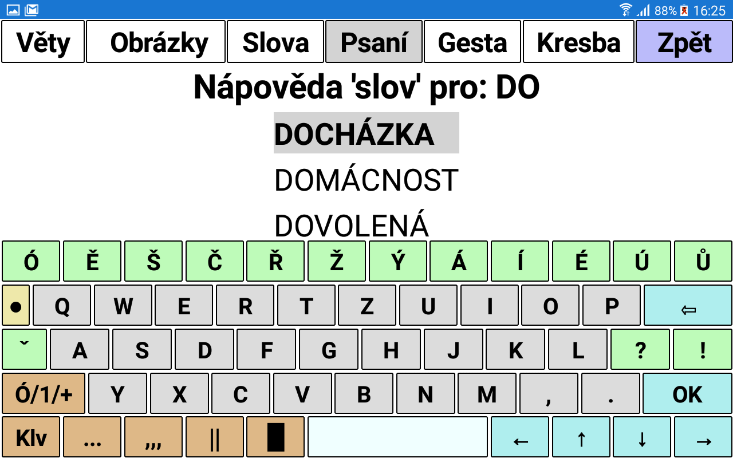 88% 16:25
Věty Obrázky Slova Psaní Gesta Kresba Zpět
Nápověda 'slov' pro: DO
DOCHÁZKA
DOMÁCNOST
DOVOLENÁ
Ó Ě Š Č Ř Ž Ý Á Í É Ú Ů
● Q W E R T Z U I O P ⇦
ˇ A S D F G H J K L ? !
Ó/1/+ Y X C V B N M , . OK
Klv ... ,,, || █ ← ↑ ↓ →